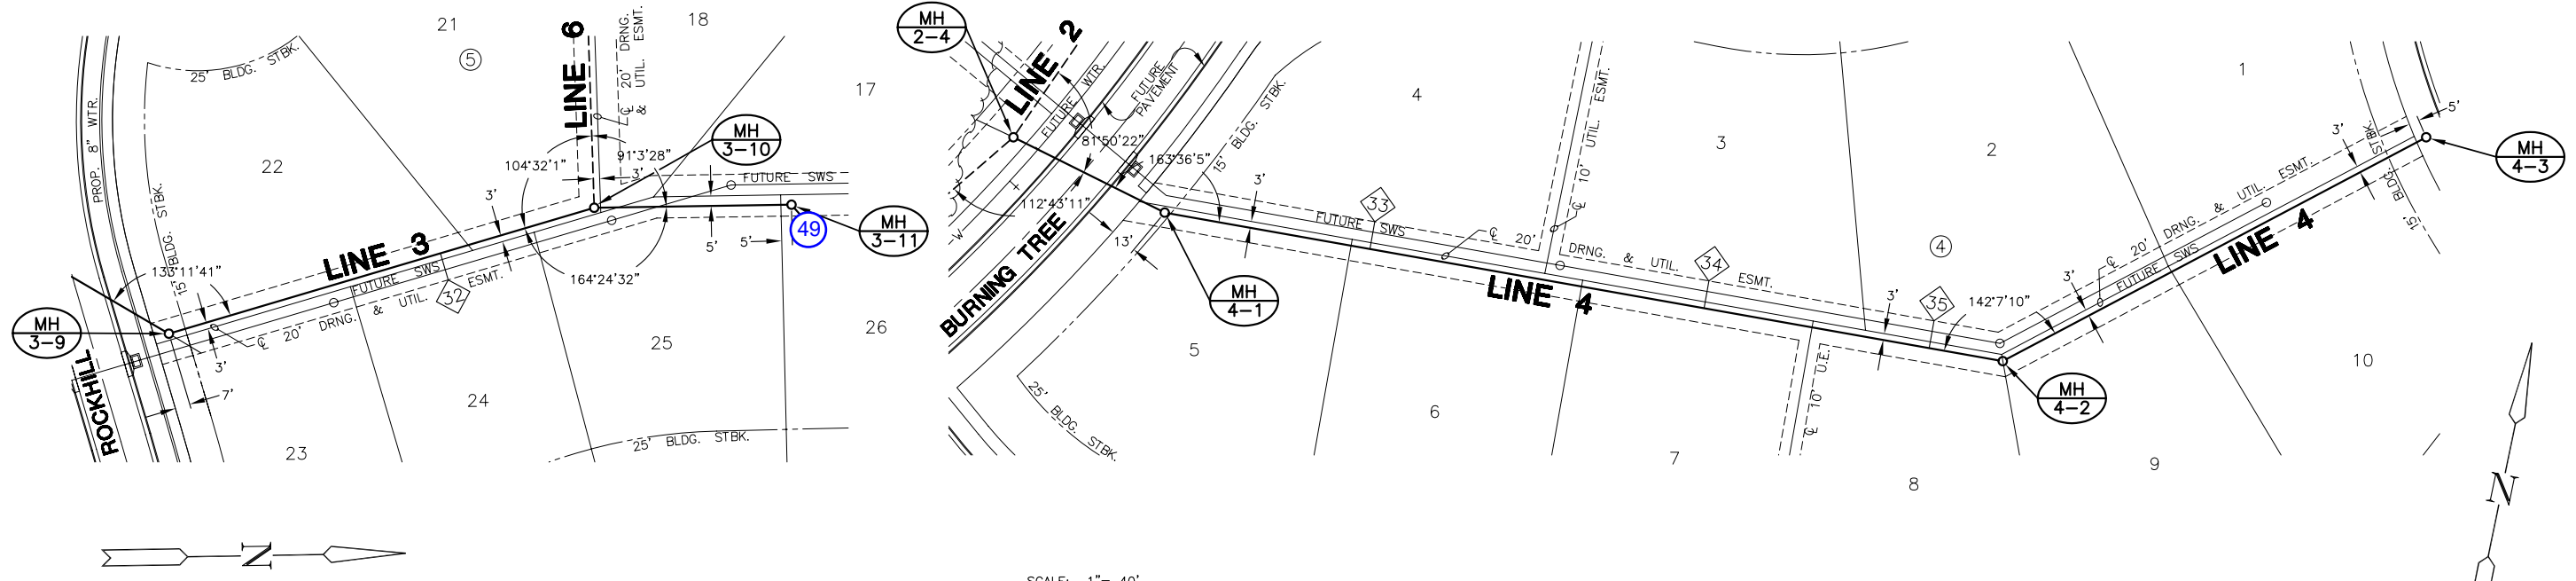 21
18
5
25' BLDG. STBK.
LINE 6
℄ 20' DRNG.
& UTIL. ESMT.
17
PROP. 8" WTR.
22
104°32'1"
91°3'28"
MH
3-10
3'
3'
FUTURE SWS
15' BLDG. STBK.
133°11'41"
LINE 3
FUTURE SWS
49
MH
3-11
5'
5'
164°24'32"
32
℄ 20' DRNG. & UTIL. ESMT.
MH
3-9
3'
7'
ROCKHILL
25
26
24
23
25' BLDG. STBK.
N
MH
2-4
LINE 2
FUTURE WTR.
FUTURE
PAVEMENT
81°50'22"
163°36'5"
15' BLDG. STBK.
112°43'11"
W
13'
BURNING TREE
3'
4
33
FUTURE SWS
℄ 20' DRNG. & UTIL. ESMT.
℄ 10' UTIL. ESMT.
3
2
1
MH
4-1
LINE 4
34
4
35
3'
142°7'10"
3'
℄ 20' DRNG. & UTIL. ESMT.
FUTURE SWS
LINE 4
3'
5'
15' BLDG. STBK.
MH
4-3
MH
4-2
5
25' BLDG. STBK.
6
7
℄ 10' U.E.
8
9
10
N
SCALE: 1"= 40'